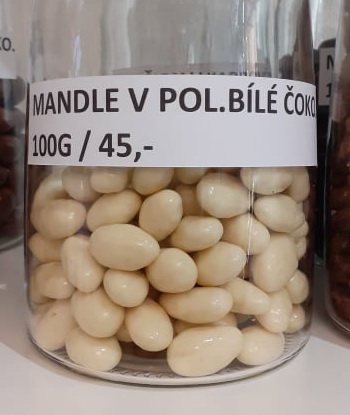 MANDLE V POL.BÍLÉ ČOKO
100G / 45,-